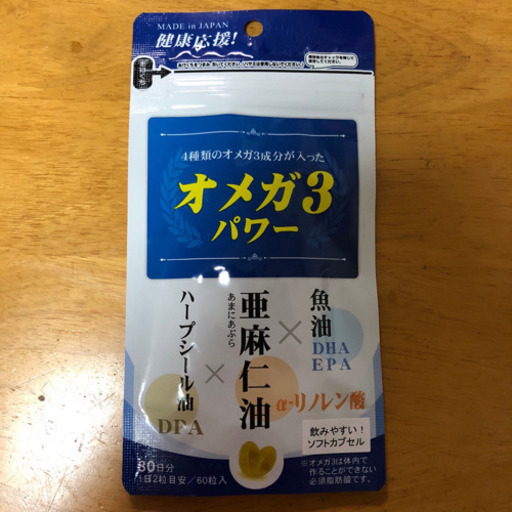 MADE in JAPAN
健康応援!
4種類のオメガ3成分が入った
オメガ3
パワー
魚油
DHA
EPA
×
亜麻仁油
あまにあぶら
α-リノレン酸
×
ハープシール油
DPA
飲みやすい!
ソフトカプセル
30日分
1日2粒目安/60粒入
※オメガ3は体内で
作ることができない
必須脂肪酸です。